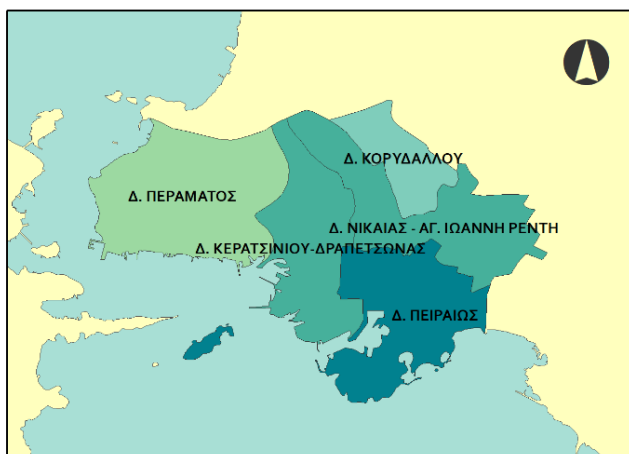 Δ. ΚΟΡΥΔΑΛΛΟΥ
Δ. ΠΕΡΑΜΑΤΟΣ
Δ. ΝΙΚΑΙΑΣ - ΑΓ. ΙΩΑΝΝΗ ΡΕΝΤΗ
Δ. ΚΕΡΑΤΣΙΝΙΟΥ-ΔΡΑΠΕΤΣΩΝΑΣ
Δ. ΠΕΙΡΑΙΩΣ